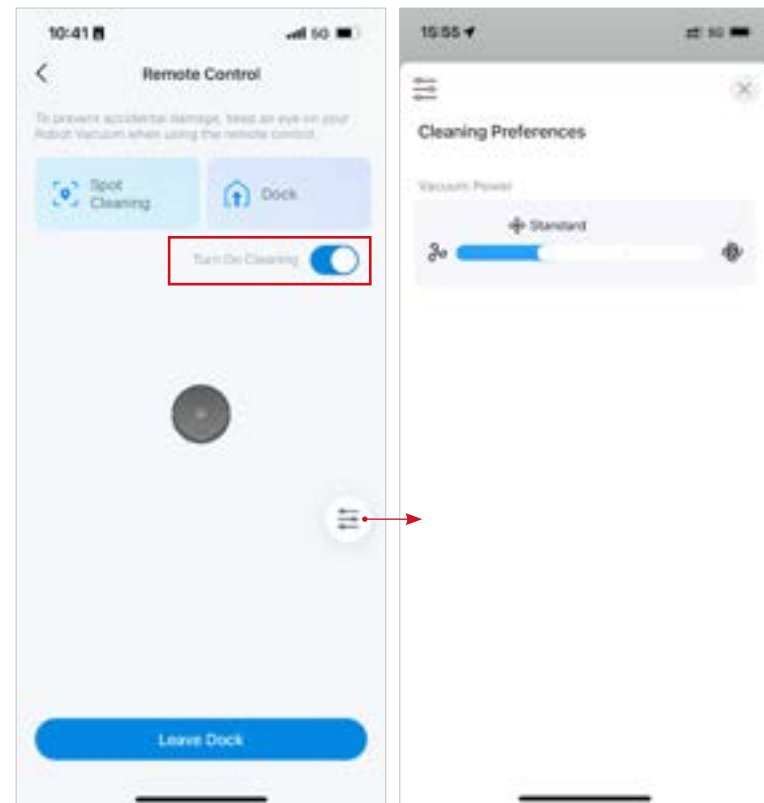 10:41
5G
Remote Control
To prevent accidental damage, keep an eye on your
Robot Vacuum when using the remote control.
Spot
Cleaning
Dock
Turn On Cleaning
Leave Dock
15:55
5G
Cleaning Preferences
Vacuum Power
Standard